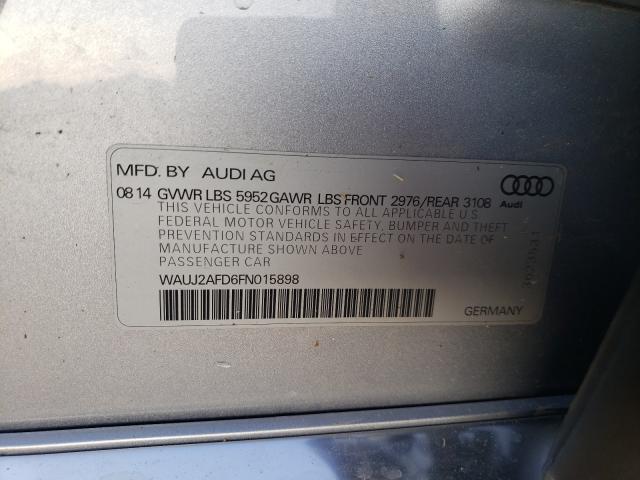 MFD. BY AUDI AG
08 14 GVWR LBS 5952 GAWR LBS FRONT 2976/REAR 3108
Audi
THIS VEHICLE CONFORMS TO ALL APPLICABLE U.S.
FEDERAL MOTOR VEHICLE SAFETY, BUMPER AND THEFT
PREVENTION STANDARDS IN EFFECT ON THE DATE OF
MANUFACTURE SHOWN ABOVE
PASSENGER CAR
WAUJ2AFD6FN015898
GERMANY